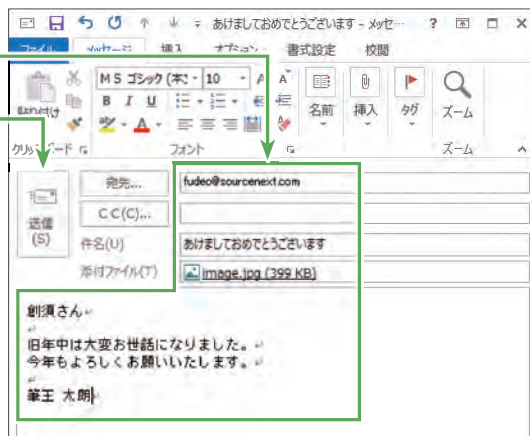 あけましておめでとうございます - メッセ… ? × 
ファイル メッセージ 挿入 オプション 書式設定 校閲
貼り付け
MS ゴシック (本文 10 A A
B I U
名前
挿入
タグ
ズーム
クリップボード
フォント
ズーム
送信
(S)
宛先...
fudeo@sourcenext.com
C C(C)...
件名(U)
あけましておめでとうございます
添付ファイル(T)
image.jpg (399 KB)
創須さん
旧年中は大変お世話になりました。
今年もよろしくお願いいたします。
筆王 太朗